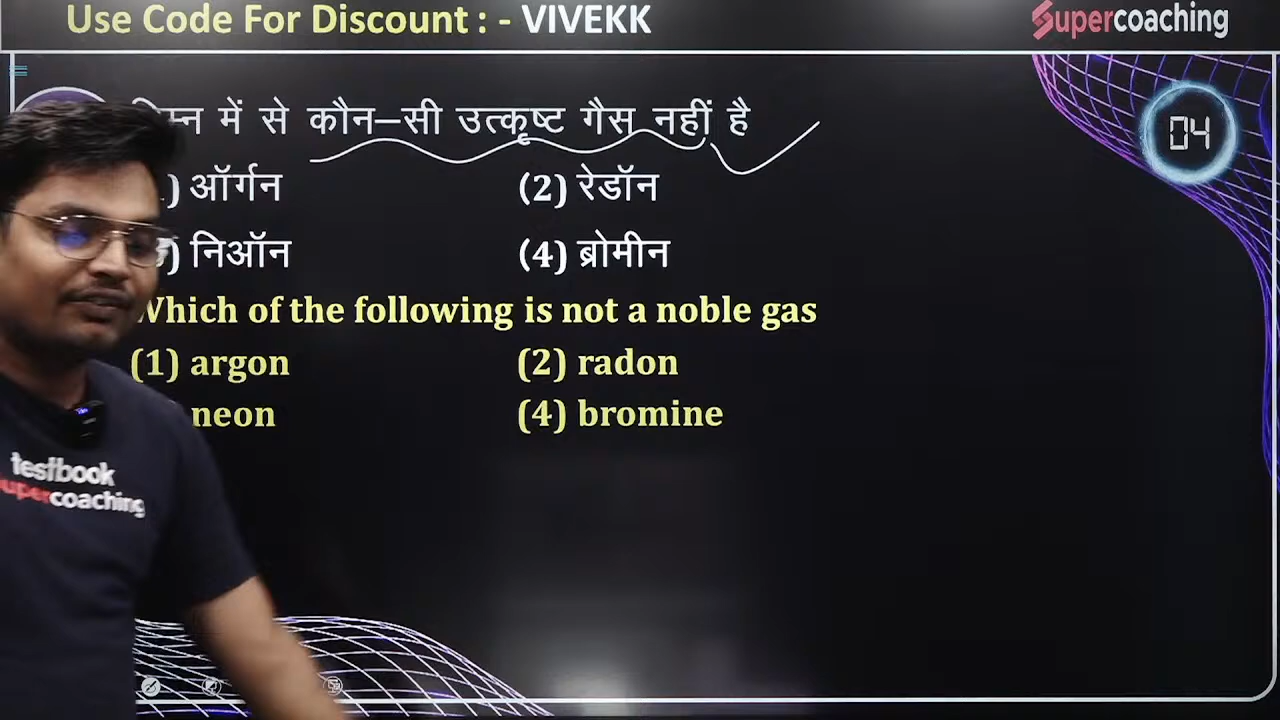 Use Code For Discount : - VIVEKK
Supercoaching
में से कौन–सी उत्कृष्ट गैस नहीं है
04
) ऑर्गन (2) रेडॉन
) निऑन (4) ब्रोमीन
Which of the following is not a noble gas
(1) argon (2) radon
neon (4) bromine
testbook
supercoaching